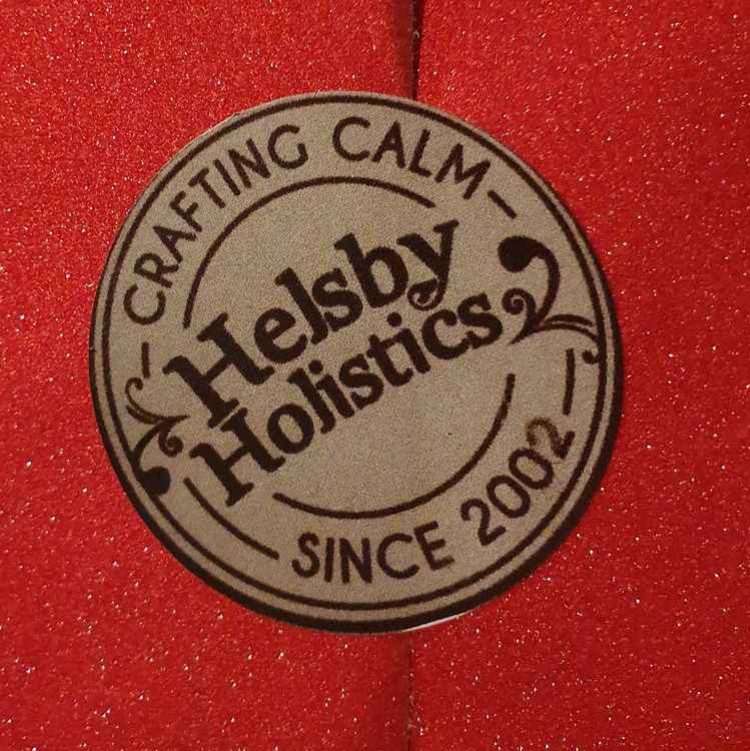 CRAFTING CALM
Helsby
Holistics
SINCE 2002